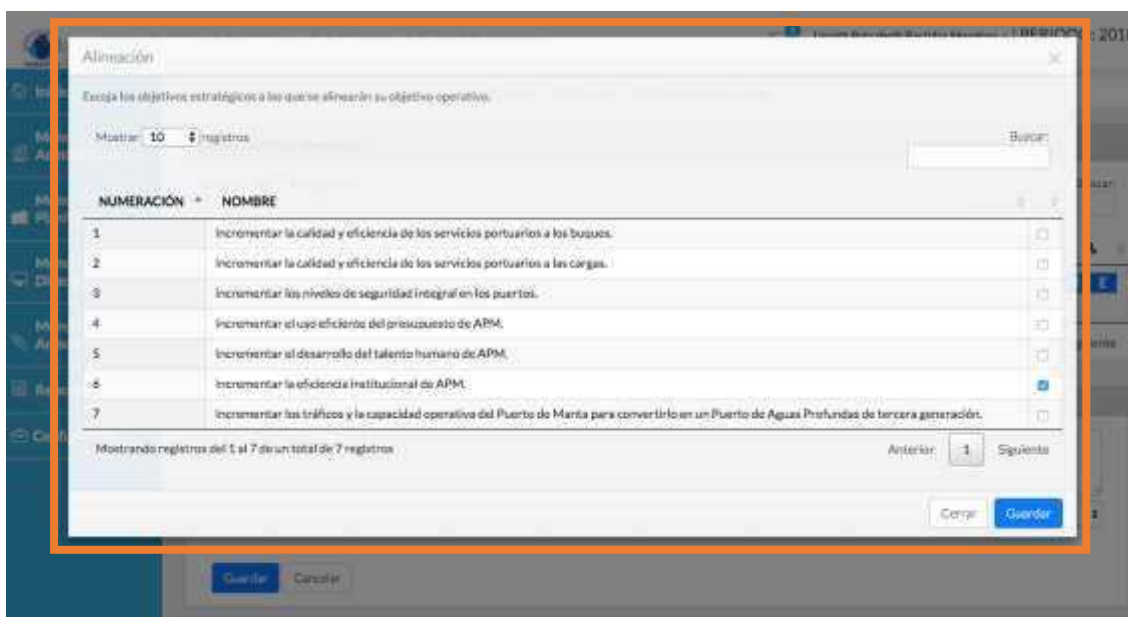 PERIODO : 201
Alineación
Escoja los objetivos estratégicos a los que se alinearán su objetivo operativo.
Mostrar 10 registros
Buscar:
NUMERACIÓN NOMBRE
1 Incrementar la calidad y eficiencia de los servicios portuarios a los buques.
2 Incrementar la calidad y eficiencia de los servicios portuarios a las cargas.
3 Incrementar los niveles de seguridad integral en los puertos.
4 Incrementar el uso eficiente del presupuesto de APM.
5 Incrementar el desarrollo del talento humano de APM.
6 Incrementar la eficiencia institucional de APM.
7 Incrementar los tráficos y la capacidad operativa del Puerto de Manta para convertirlo en un Puerto de Aguas Profundas de tercera generación.
Mostrando registros del 1 al 7 de un total de 7 registros
Anterior 1 Siguiente
Cerrar Guardar
Guardar Cancelar